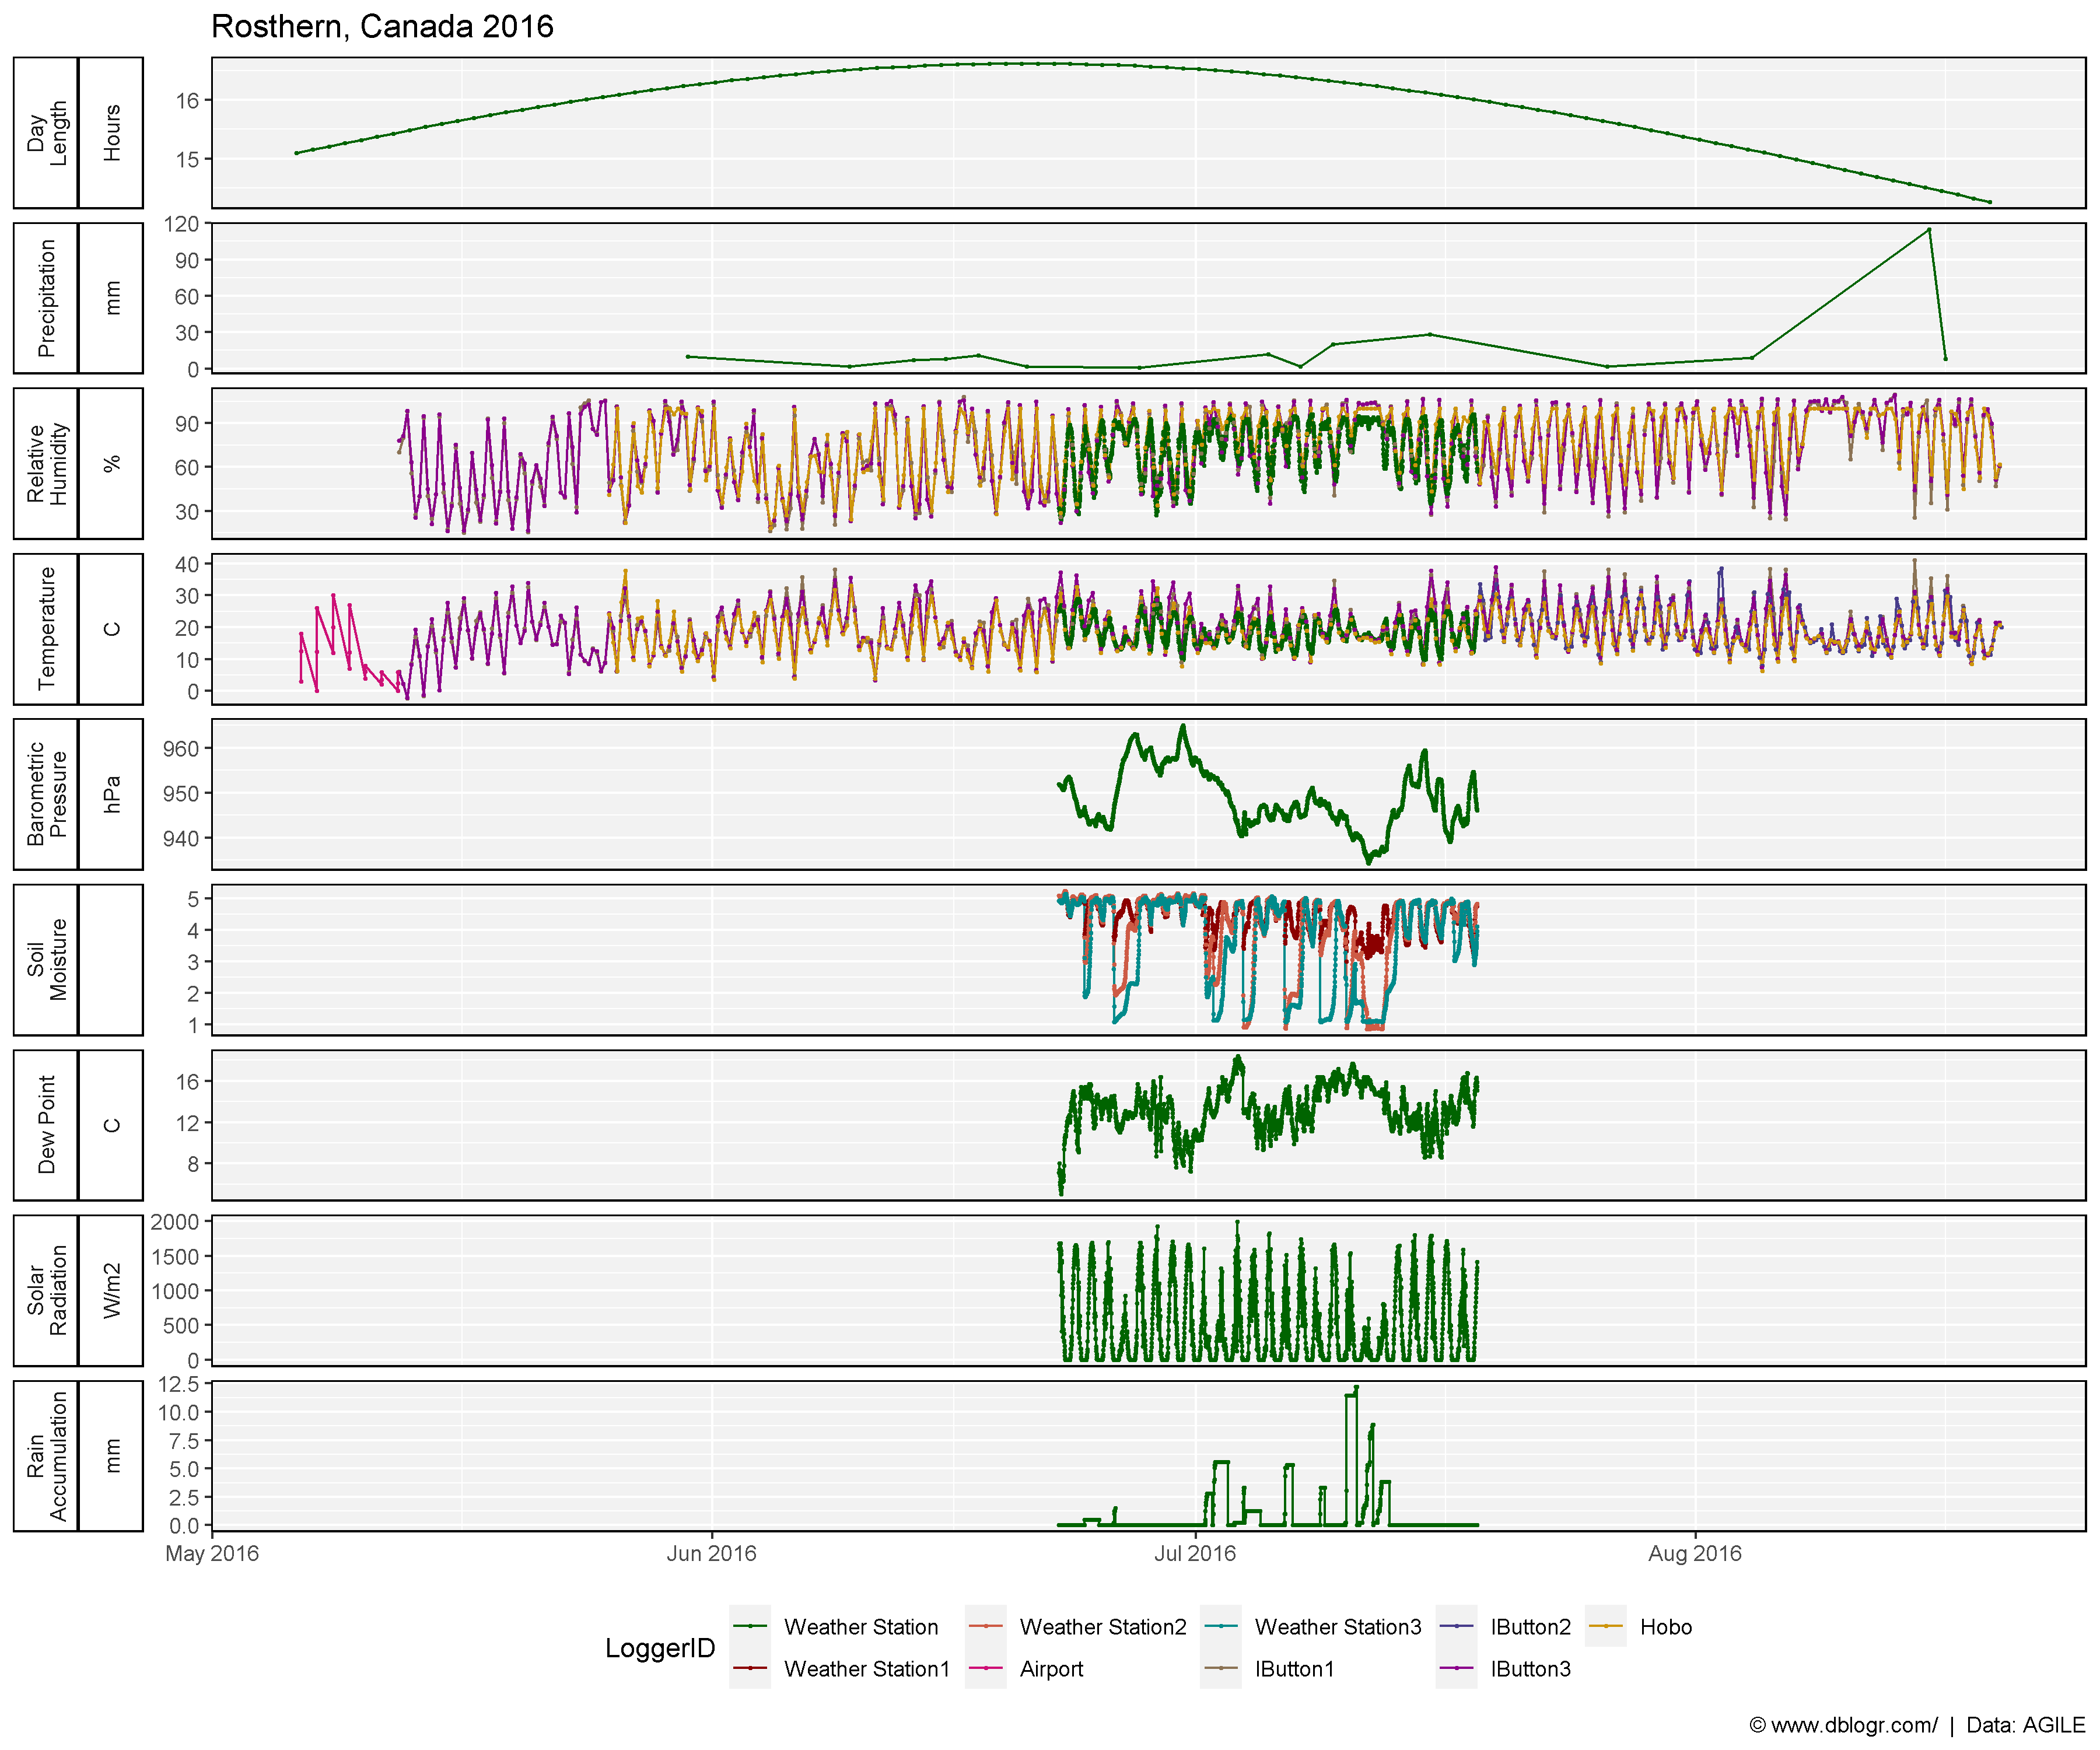 Rosthern, Canada 2016
Day
Length
Hours
16
15
Precipitation
mm
120
90
60
30
0
Relative
Humidity
%
90
60
30
Temperature
C
40
30
20
10
0
Barometric
Pressure
hPa
960
950
940
Soil
Moisture
5
4
3
2
1
Dew Point
C
16
12
8
Solar
Radiation
W/m2
2000
1500
1000
500
0
Rain
Accumulation
mm
12.5
10.0
7.5
5.0
2.5
0.0
May 2016 Jun 2016 Jul 2016 Aug 2016
LoggerID
Weather Station Weather Station2 Weather Station3 IButton2 Hobo
Weather Station1 Airport IButton1 IButton3
© www.dblogr.com/ | Data: AGILE